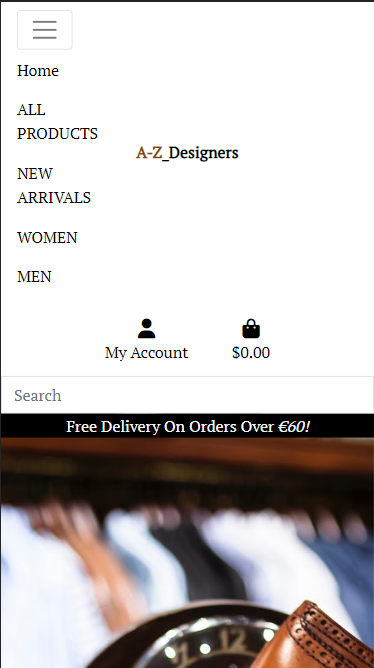 Home
ALL
PRODUCTS
A-Z_Designers
NEW
ARRIVALS
WOMEN
MEN
My Account
$0.00
Search
Free Delivery On Orders Over €60!
12